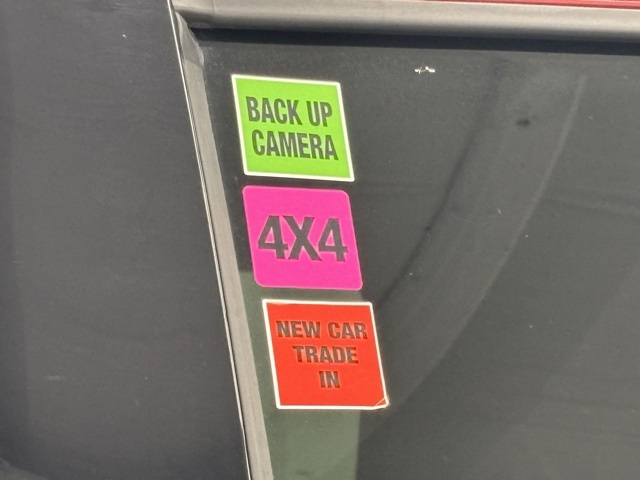 BACK UP
CAMERA
4X4
NEW CAR
TRADE
IN